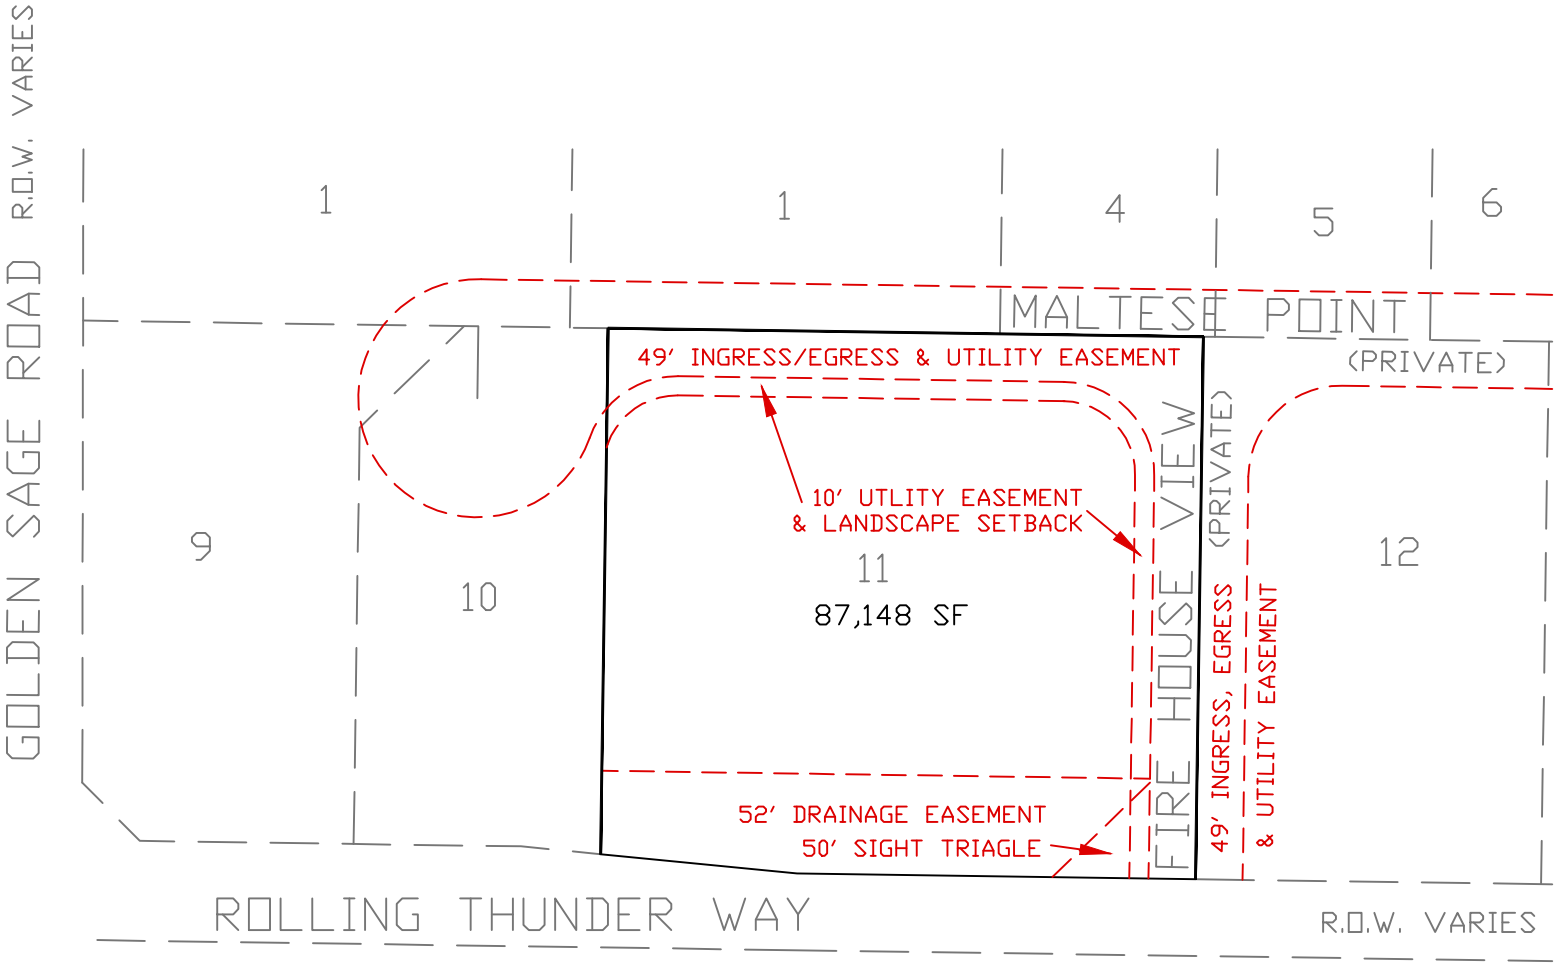 GOLDEN SAGE ROAD R.O.W. VARIES
1
1
4
5
6
MALTESE POINT
(PRIVATE)
49' INGRESS/EGRESS & UTILITY EASEMENT
10' UTLITY EASEMENT
& LANDSCAPE SETBACK
9
10
11
87,148 SF
12
FIRE HOUSE VIEW
(PRIVATE)
49' INGRESS, EGRESS
& UTILITY EASEMENT
52' DRAINAGE EASEMENT
50' SIGHT TRIAGLE
ROLLING THUNDER WAY
R.O.W. VARIES